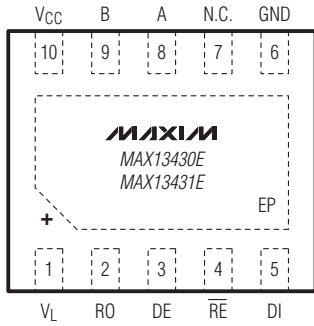 VCC B A N.C. GND
10 9 8 7 6
MAXIM
MAX13430E
MAX13431E
EP
+
1 2 3 4 5
VL RO DE R̅E̅ DI